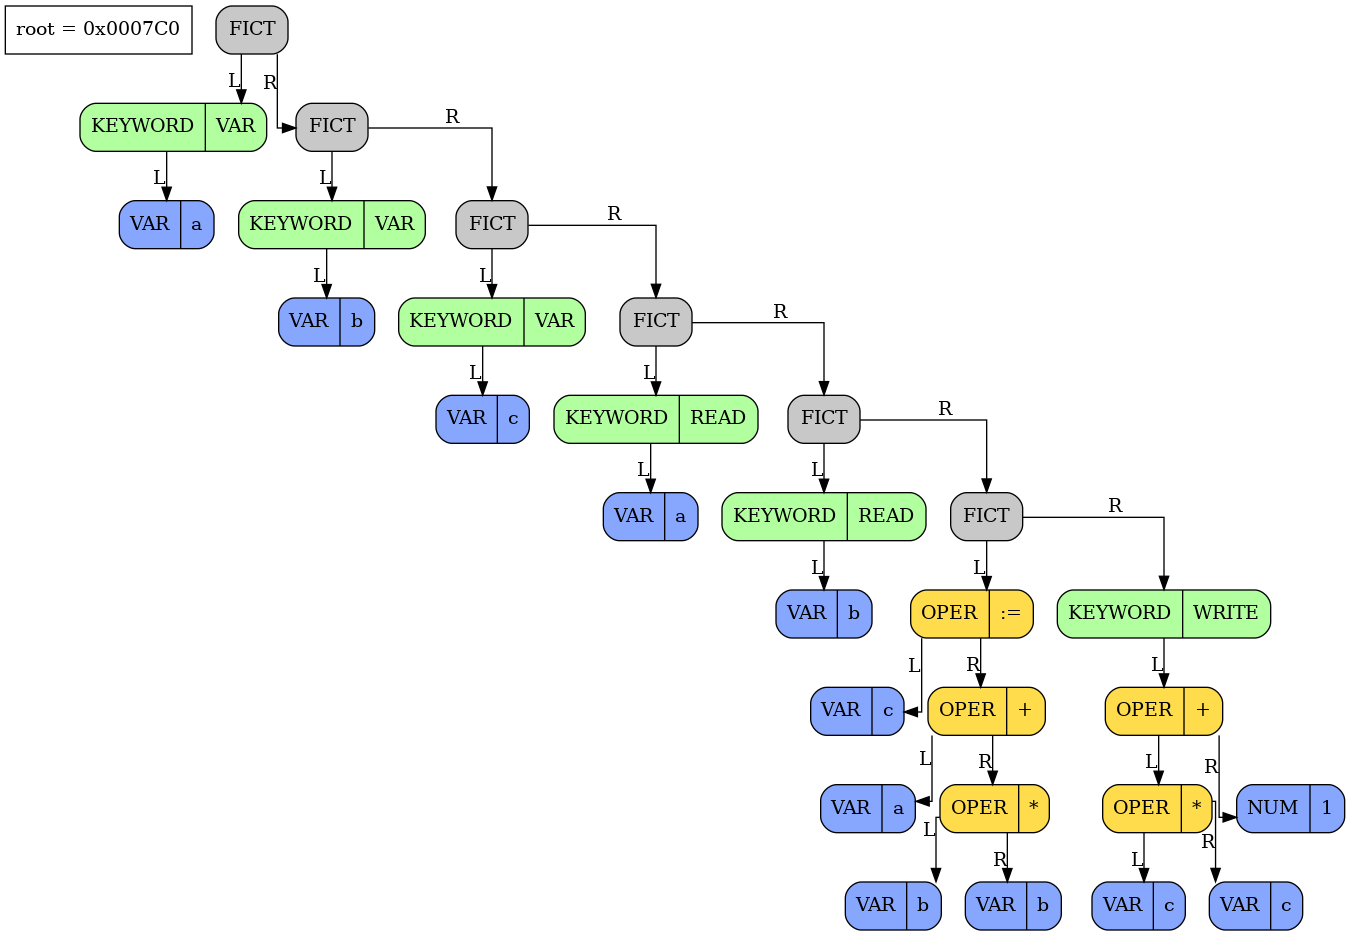 root = 0x0007C0 FICT
L R
KEYWORD VAR FICT R
L L
VAR a KEYWORD VAR FICT R
L L
VAR b KEYWORD VAR FICT R
L L
VAR c KEYWORD READ FICT R
L L
VAR a KEYWORD READ FICT R
L L
VAR b OPER := KEYWORD WRITE
L R L
VAR c OPER + OPER +
L R L R
VAR a OPER * OPER * NUM 1
L R L R
VAR b VAR b VAR c VAR c